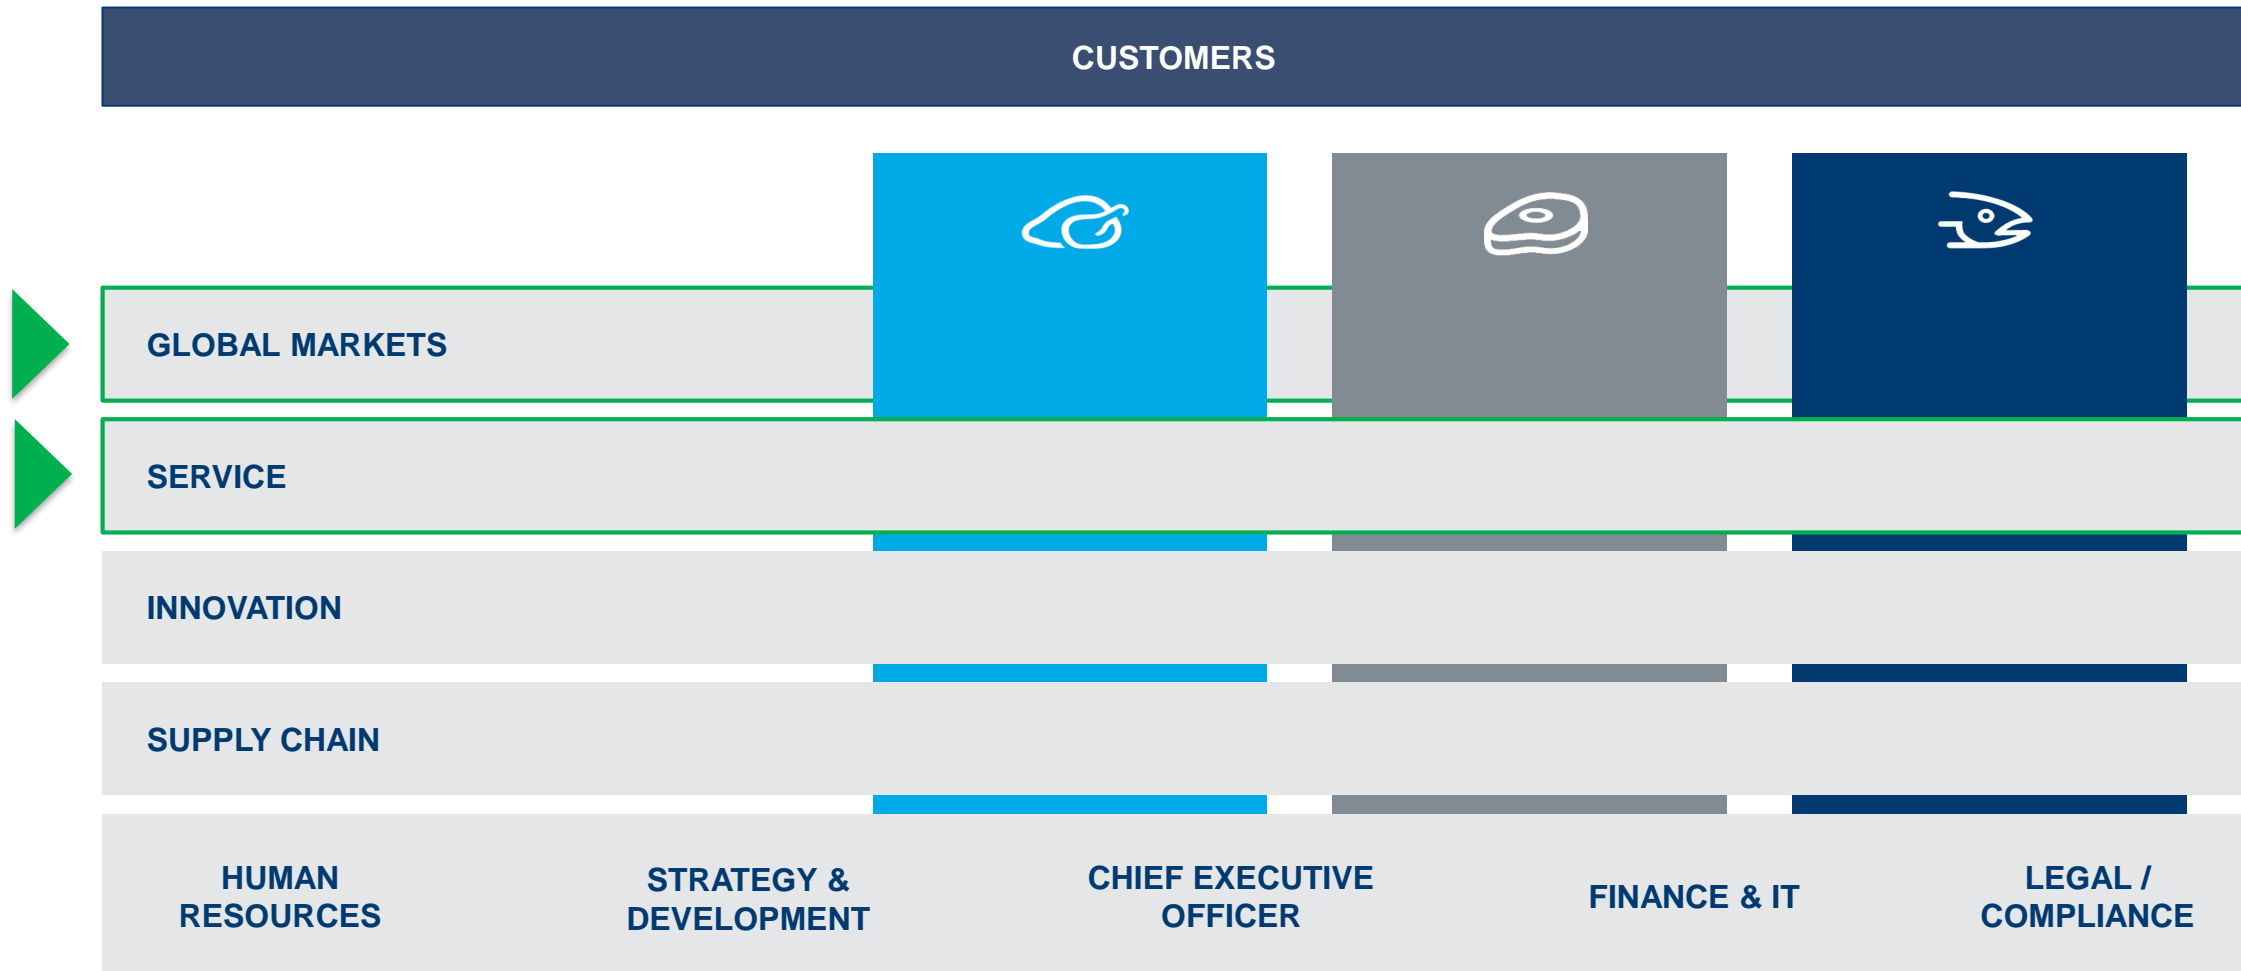 CUSTOMERS
GLOBAL MARKETS
SERVICE
INNOVATION
SUPPLY CHAIN
HUMAN
RESOURCES
STRATEGY &
DEVELOPMENT
CHIEF EXECUTIVE
OFFICER
FINANCE & IT
LEGAL /
COMPLIANCE